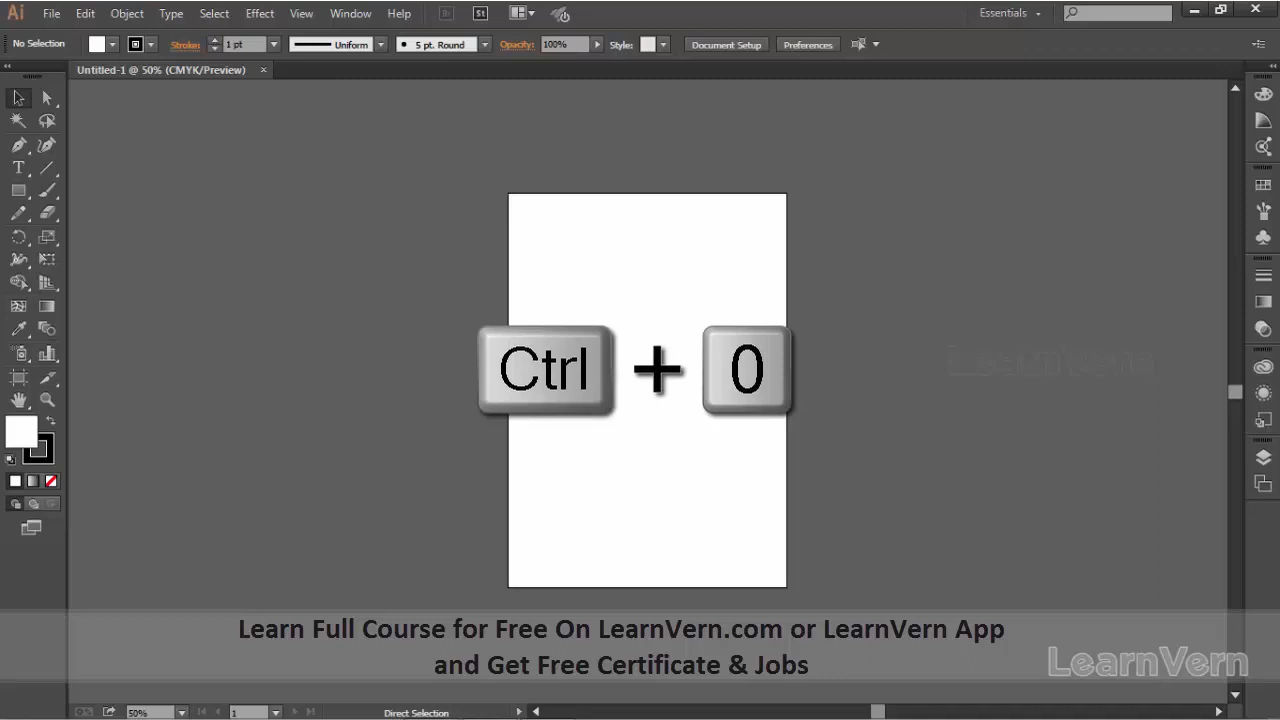 Ai File Edit Object Type Select Effect View Window Help Br St Essentials
No Selection Stroke: 1 pt Uniform 5 pt. Round Opacity: 100% Style: Document Setup Preferences
Untitled-1 @ 50% (CMYK/Preview)
Ctrl + 0
LearnVern
Learn Full Course for Free On LearnVern.com or LearnVern App
and Get Free Certificate & Jobs
LearnVern
50% 1 Direct Selection